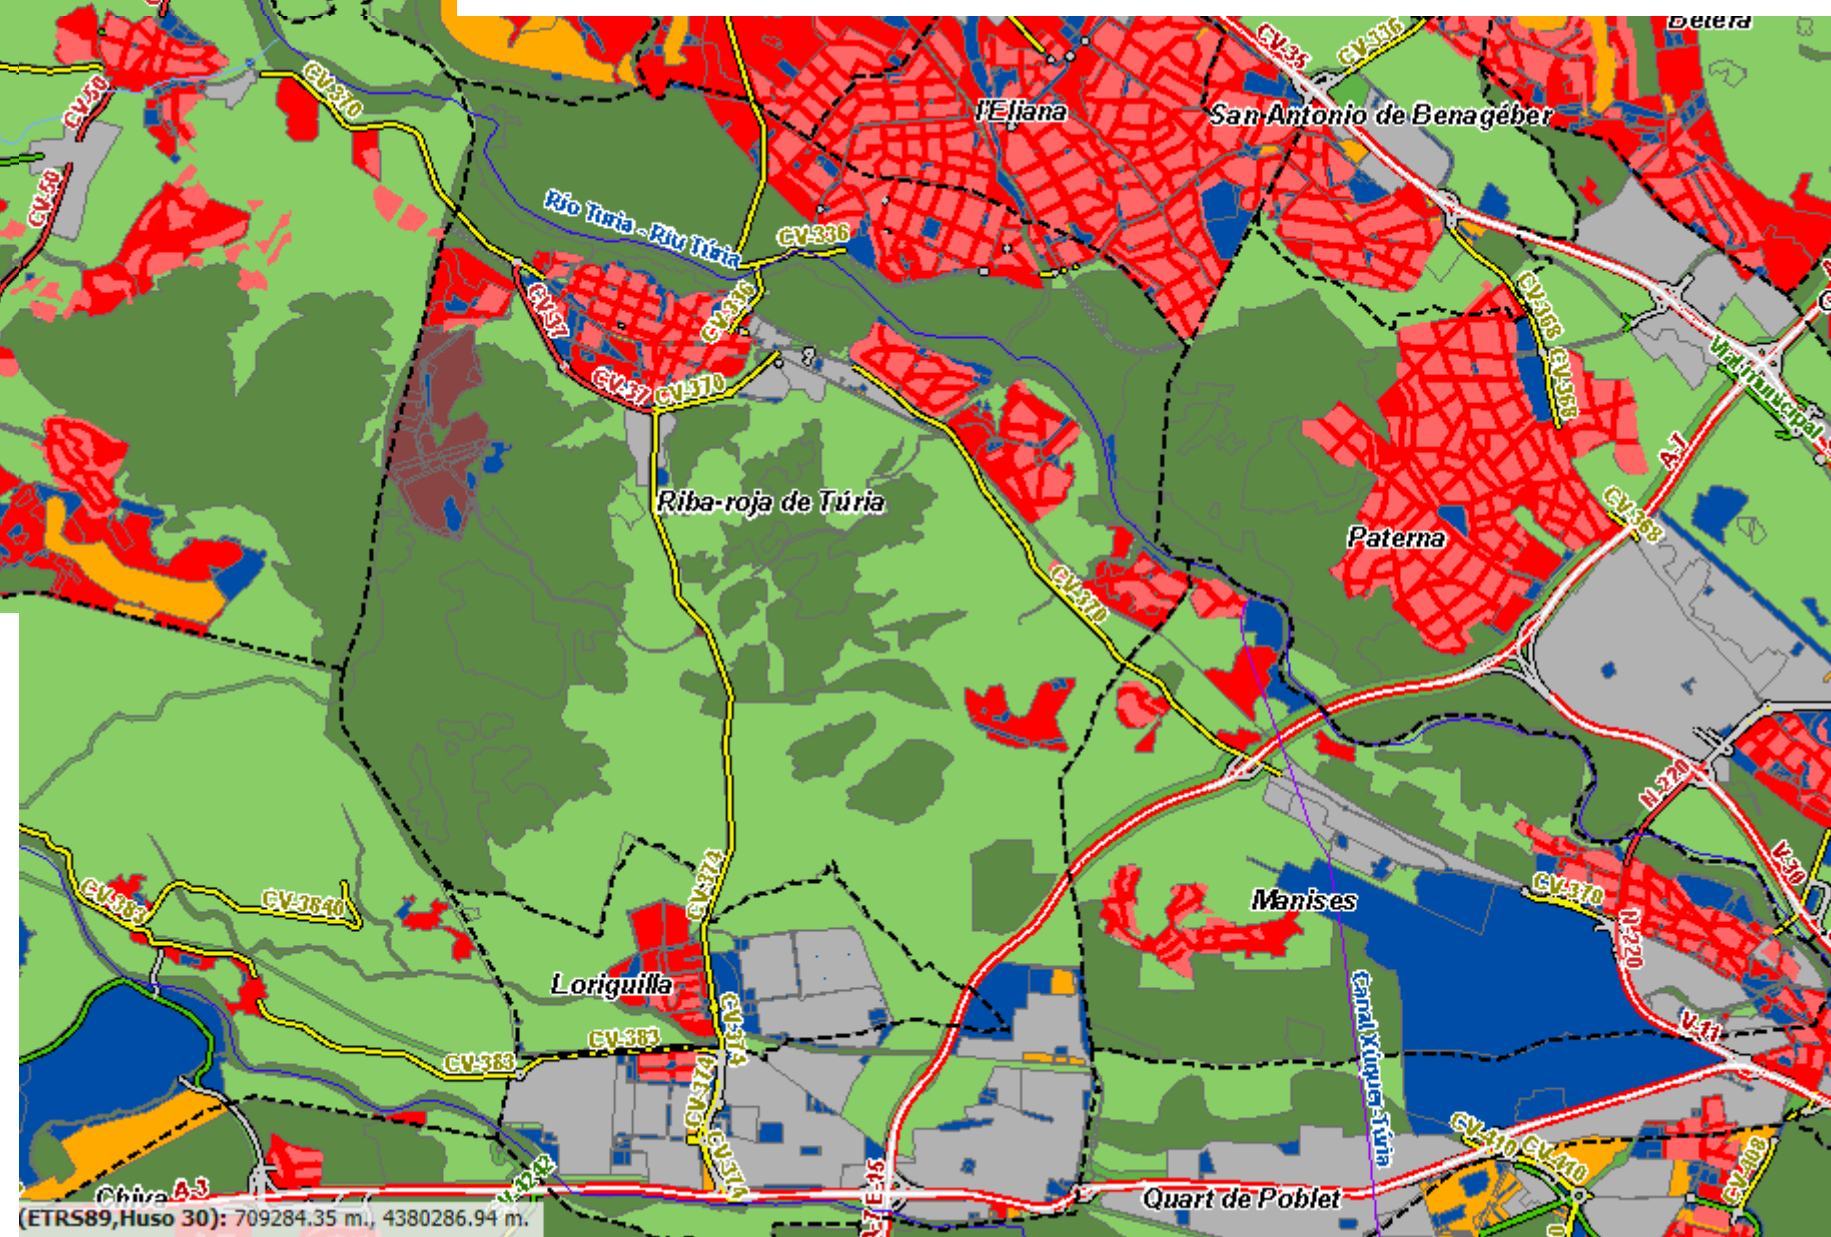 Bétera
CV-35
CV-336
CV-50
CV-370
l'Eliana
San Antonio de Benagéber
CV-50
Río Turia - Riu Túria
CV-336
CV-37
CV-336
CV-368
CV-368
Vial municipal
CV-37
CV-370
A-7
Riba-roja de Túria
CV-368
Paterna
CV-370
N-220
V-30
CV-374
CV-383
CV-3840
CV-370
Manises
N-220
Loriguilla
CV-374
Canal Xúquer-Túria
V-11
CV-383
CV-383
CV-374
CV-410
CV-410
CV-408
CV-374
Chiva
A-3
V-4242
A-7 E-15
Quart de Poblet
(ETRS89,Huso 30): 709284.35 m., 4380286.94 m.